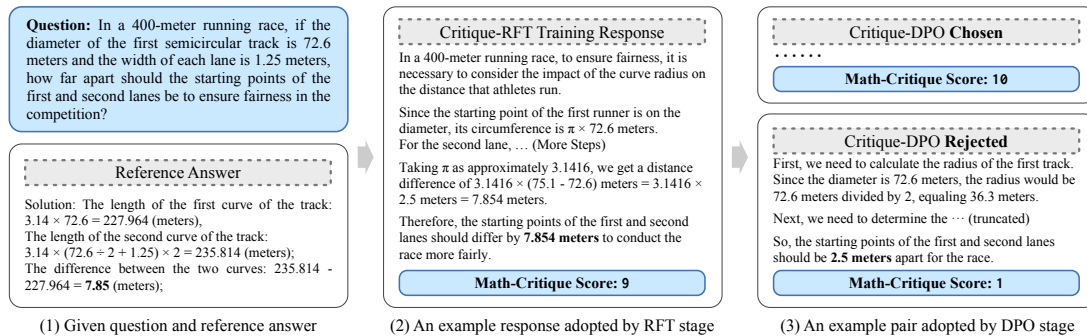 Question: In a 400-meter running race, if the
diameter of the first semicircular track is 72.6
meters and the width of each lane is 1.25 meters,
how far apart should the starting points of the
first and second lanes be to ensure fairness in the
competition?
Reference Answer
Solution: The length of the first curve of the track:
3.14 × 72.6 = 227.964 (meters),
The length of the second curve of the track:
3.14 × (72.6 ÷ 2 + 1.25) × 2 = 235.814 (meters);
The difference between the two curves: 235.814 -
227.964 = 7.85 (meters);
(1) Given question and reference answer
Critique-RFT Training Response
In a 400-meter running race, to ensure fairness, it is
necessary to consider the impact of the curve radius on
the distance that athletes run.
Since the starting point of the first runner is on the
diameter, its circumference is π × 72.6 meters.
For the second lane, … (More Steps)
Taking π as approximately 3.1416, we get a distance
difference of 3.1416 × (75.1 - 72.6) meters = 3.1416 ×
2.5 meters = 7.854 meters.
Therefore, the starting points of the first and second
lanes should differ by 7.854 meters to conduct the
race more fairly.
Math-Critique Score: 9
(2) An example response adopted by RFT stage
Critique-DPO Chosen
······
Math-Critique Score: 10
Critique-DPO Rejected
First, we need to calculate the radius of the first track.
Since the diameter is 72.6 meters, the radius would be
72.6 meters divided by 2, equaling 36.3 meters.
Next, we need to determine the ··· (truncated)
So, the starting points of the first and second lanes
should be 2.5 meters apart for the race.
Math-Critique Score: 1
(3) An example pair adopted by DPO stage